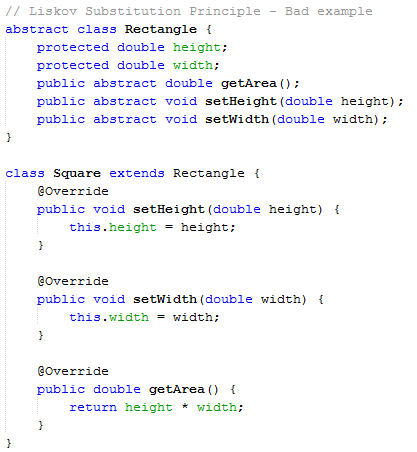 // Liskov Substitution Principle - Bad example
abstract class Rectangle {
    protected double height;
    protected double width;
    public abstract double getArea();
    public abstract void setHeight(double height);
    public abstract void setWidth(double width);
}

class Square extends Rectangle {
    @Override
    public void setHeight(double height) {
        this.height = height;
    }

    @Override
    public void setWidth(double width) {
        this.width = width;
    }

    @Override
    public double getArea() {
        return height * width;
    }
}